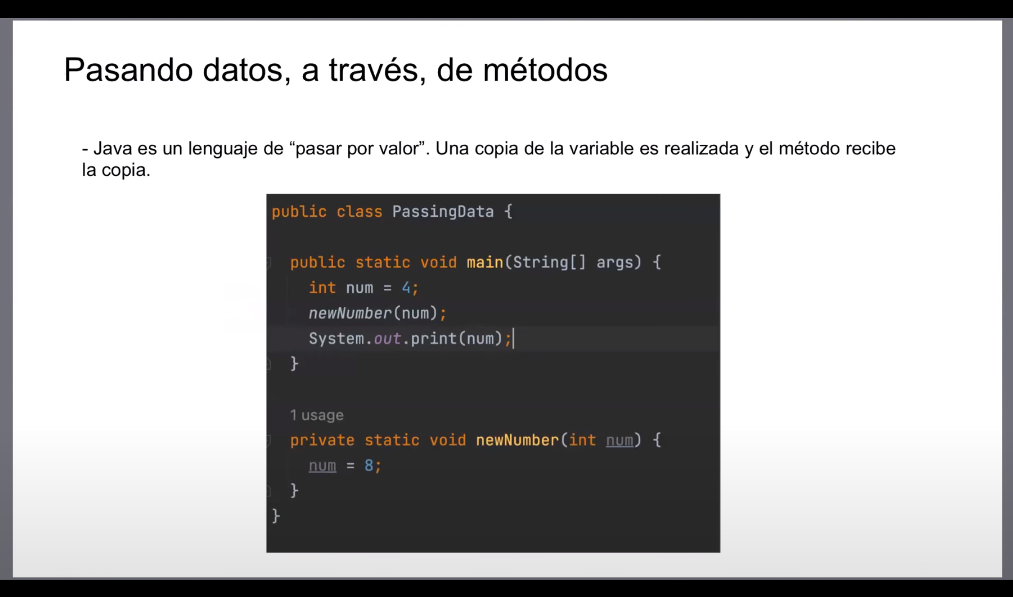 Pasando datos, a través, de métodos
- Java es un lenguaje de “pasar por valor”. Una copia de la variable es realizada y el método recibe
la copia.
public class PassingData {
public static void main(String[] args) {
int num = 4;
newNumber(num);
System.out.print(num);
}
1 usage
private static void newNumber(int num) {
num = 8;
}
}